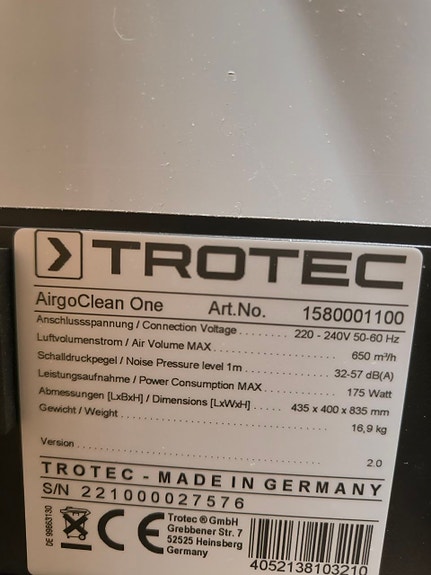 TROTEC
AirgoClean One Art.No. 1580001100
Anschlussspannung / Connection Voltage 220 - 240V 50-60 Hz
Luftvolumenstrom / Air Volume MAX 650 m³/h
Schalldruckpegel / Noise Pressure level 1m 32-57 dB(A)
Leistungsaufnahme / Power Consumption MAX 175 Watt
Abmessungen [LxBxH] / Dimensions [LxWxH] 435 x 400 x 835 mm
Gewicht / Weight 16,9 kg
Version 2.0
TROTEC - MADE IN GERMANY
S/N 221000027576
DE 99863130
CE
Trotec ® GmbH
Grebbener Str. 7
52525 Heinsberg
Germany
4052138103210